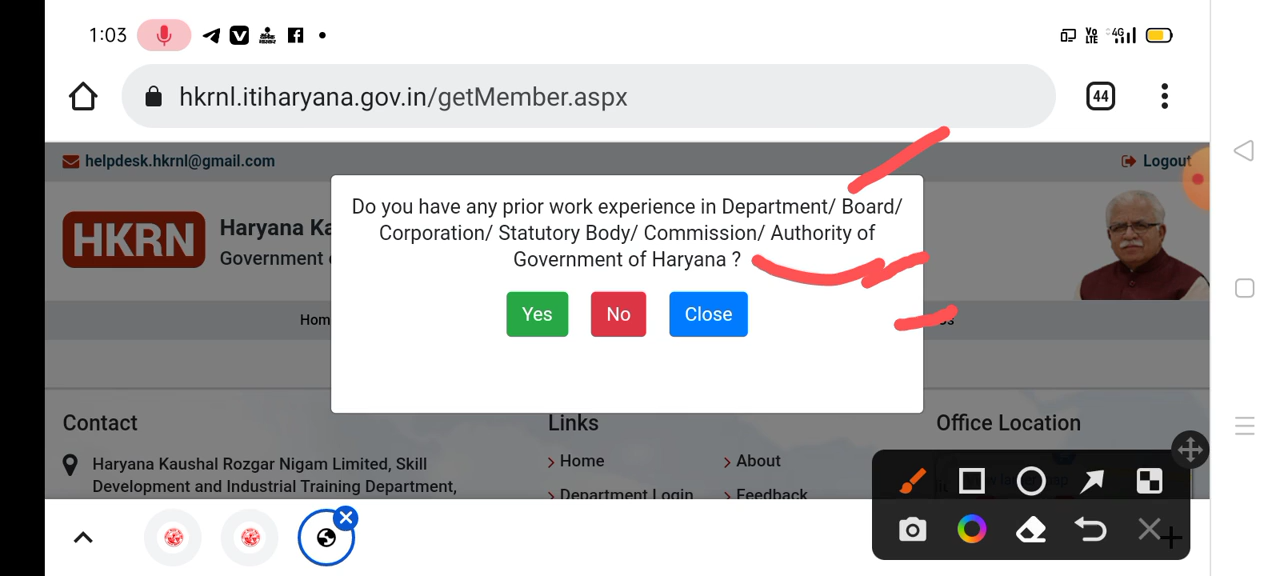 1:03
Vo LTE 4G
hkrnl.itiharyana.gov.in/getMember.aspx
44
helpdesk.hkrnl@gmail.com
Logout
Do you have any prior work experience in Department/ Board/
Corporation/ Statutory Body/ Commission/ Authority of
Government of Haryana ?
HKRN
Haryana Ka
Government
Yes
No
Close
Hom
Contact
Links
Office Location
Haryana Kaushal Rozgar Nigam Limited, Skill
Development and Industrial Training Department,
Home
About
Department Login
Feedback